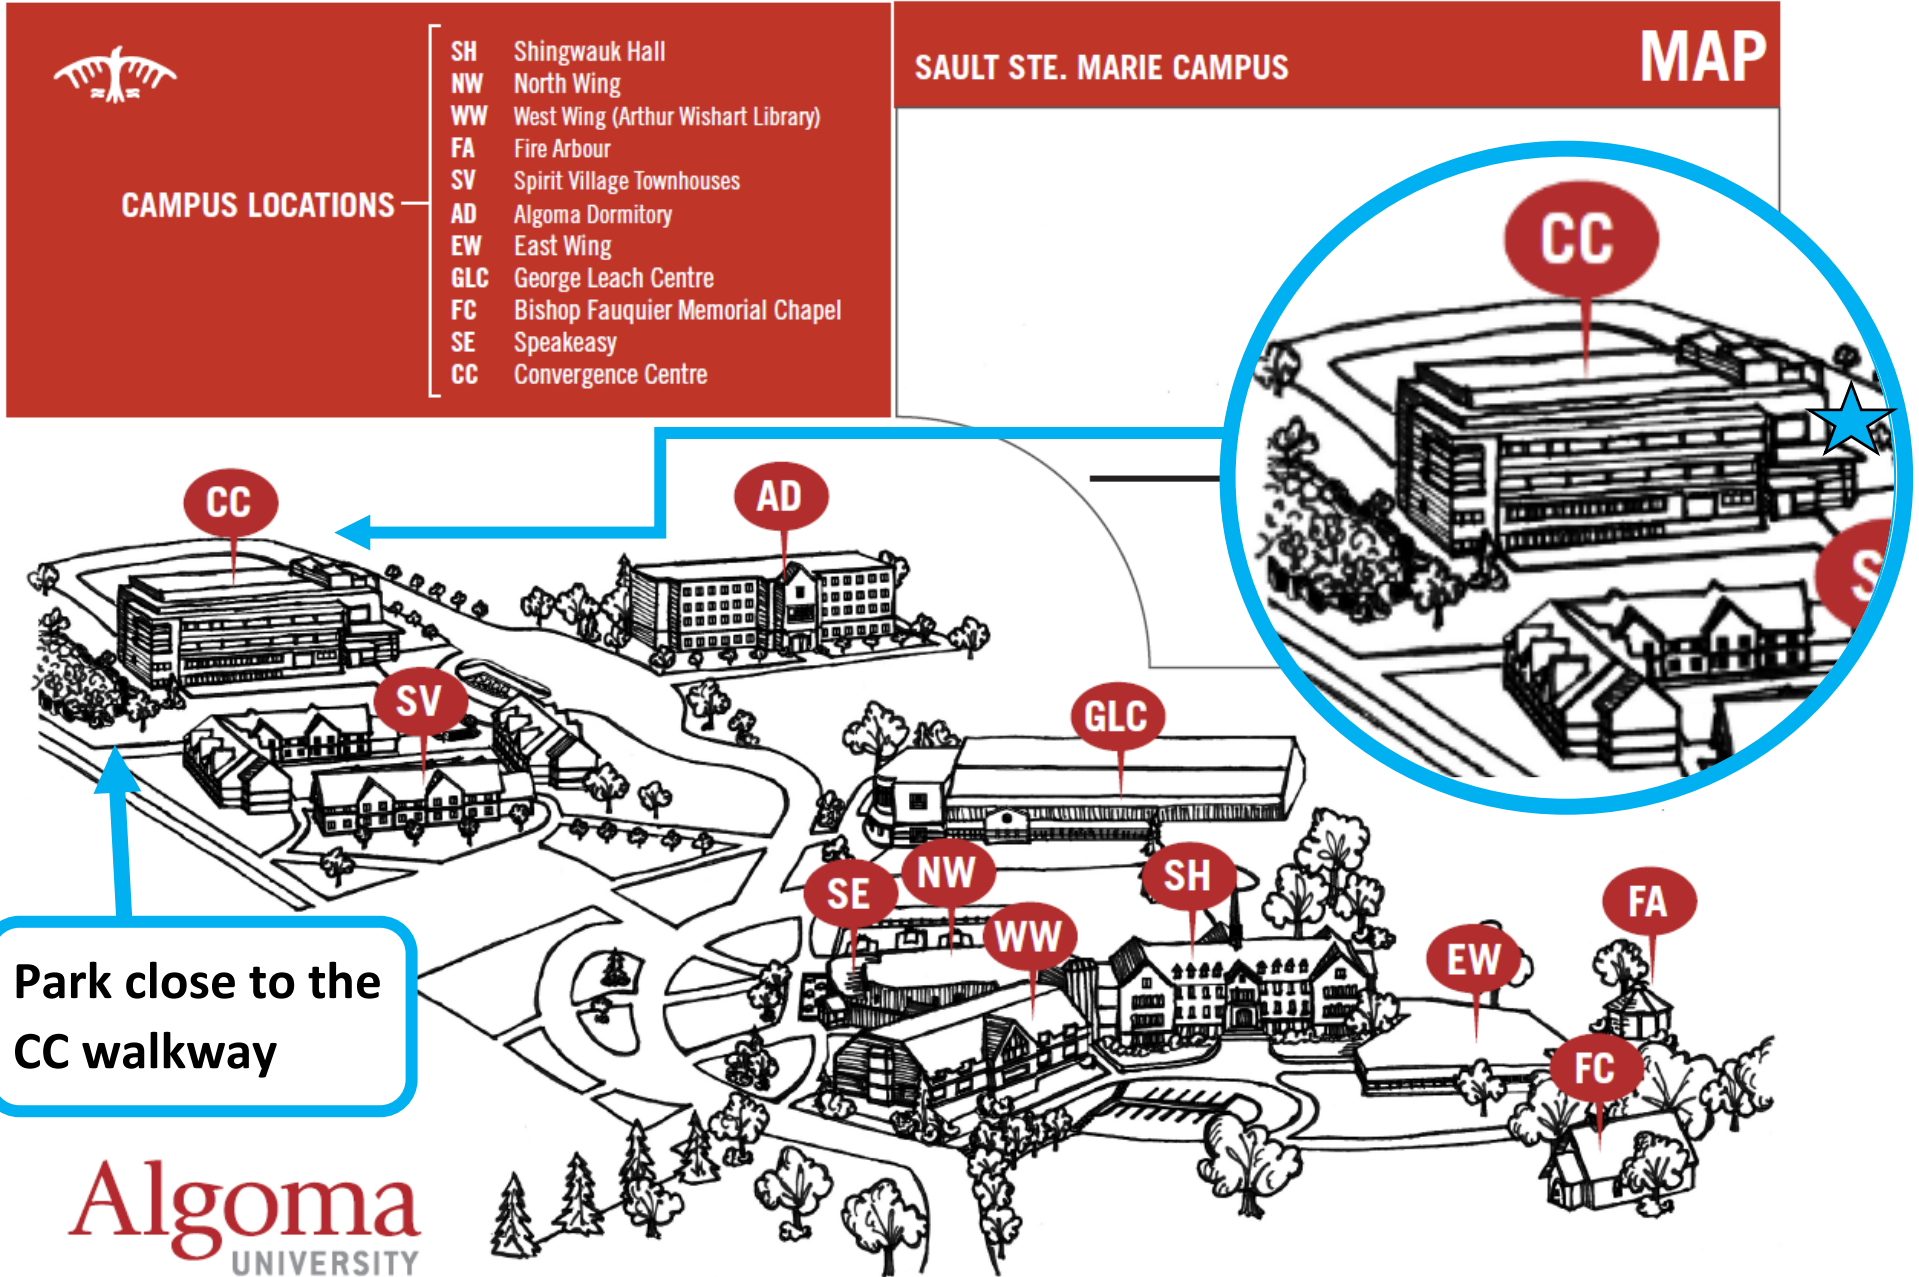 CAMPUS LOCATIONS
SH Shingwauk Hall
NW North Wing
WW West Wing (Arthur Wishart Library)
FA Fire Arbour
SV Spirit Village Townhouses
AD Algoma Dormitory
EW East Wing
GLC George Leach Centre
FC Bishop Fauquier Memorial Chapel
SE Speakeasy
CC Convergence Centre
SAULT STE. MARIE CAMPUS
MAP
CC
S
CC
AD
SV
GLC
SE
NW
WW
SH
EW
FA
FC
Park close to the
CC walkway
Algoma
UNIVERSITY